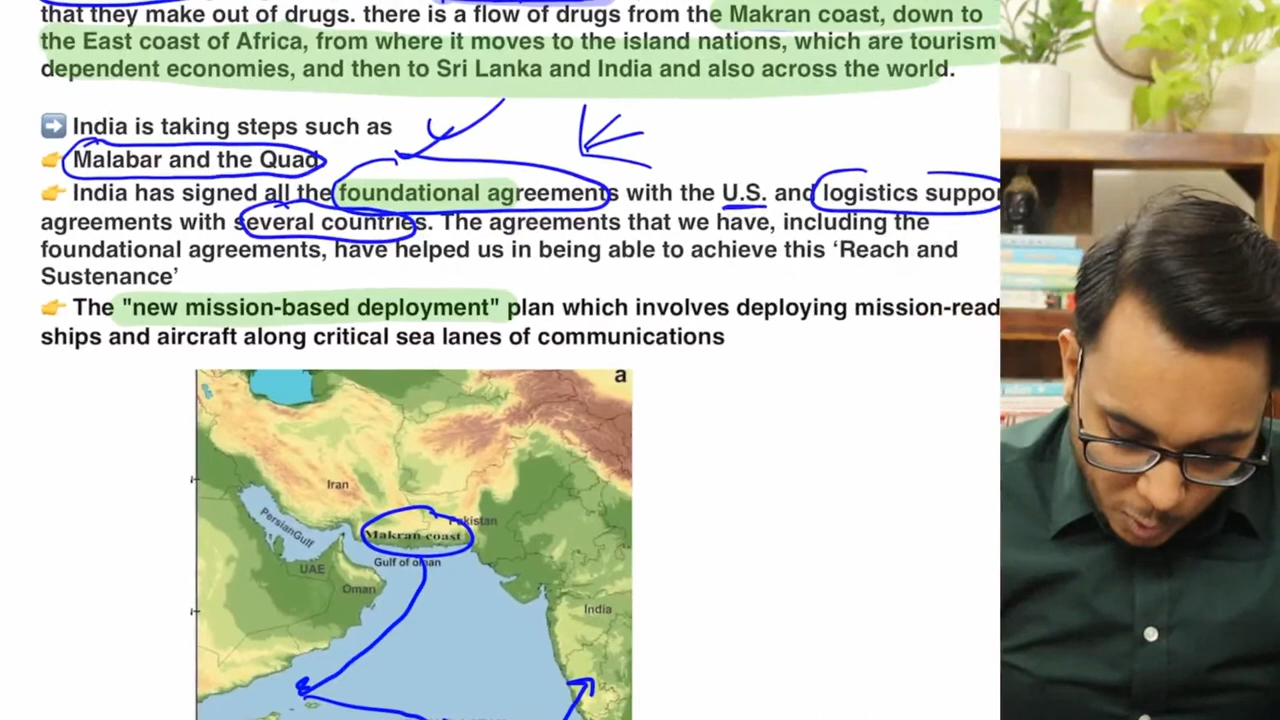 that they make out of drugs. there is a flow of drugs from the Makran coast, down to
the East coast of Africa, from where it moves to the island nations, which are tourism
dependent economies, and then to Sri Lanka and India and also across the world.
➡️ India is taking steps such as
👉 Malabar and the Quad
👉 India has signed all the foundational agreements with the U.S. and logistics suppor
agreements with several countries. The agreements that we have, including the
foundational agreements, have helped us in being able to achieve this ‘Reach and
Sustenance’
👉 The "new mission-based deployment" plan which involves deploying mission-read
ships and aircraft along critical sea lanes of communications
a
Iran
Pakistan
PersianGulf
Makran coast
Gulf of oman
UAE
Oman
India